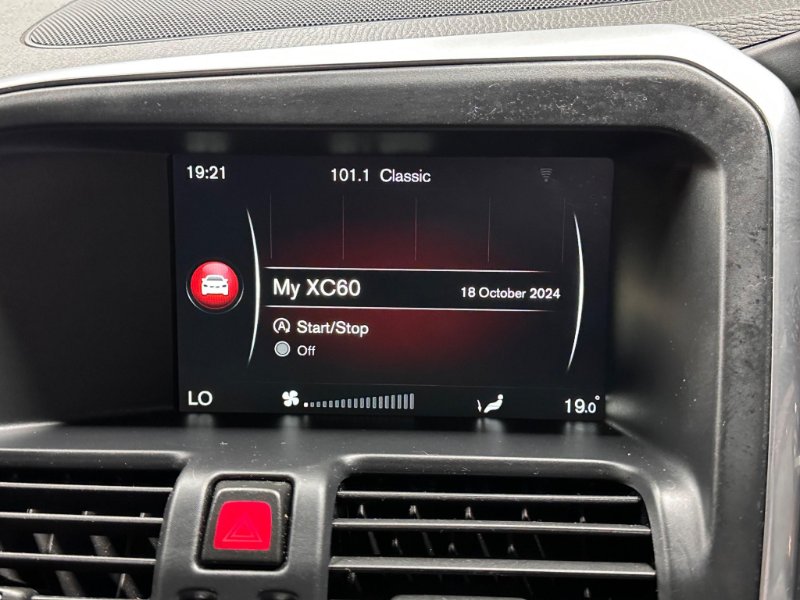 19:21 101.1 Classic
My XC60 18 October 2024
Start/Stop
Off
LO 19.0°